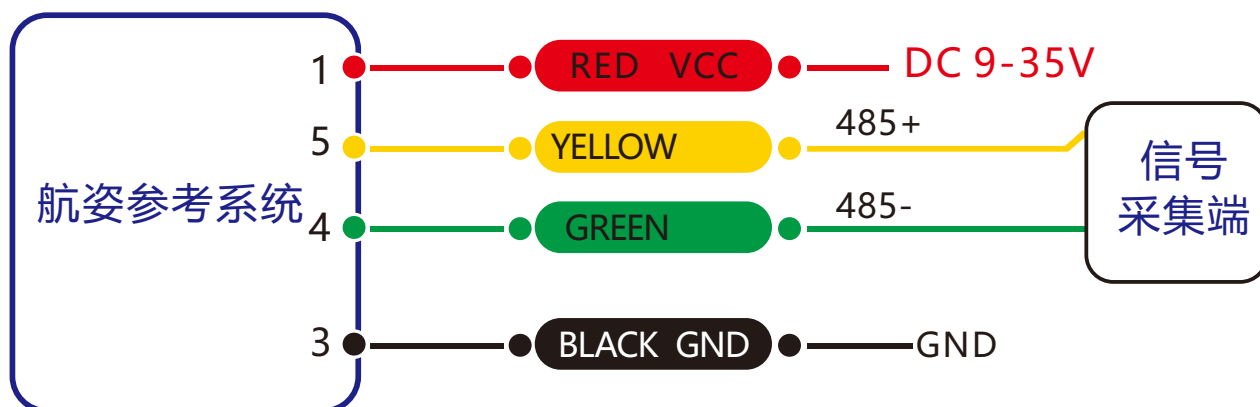 1 RED VCC DC 9-35V
485+
5 YELLOW
信号
采集端
航姿参考系统
485-
4 GREEN
3 BLACK GND GND